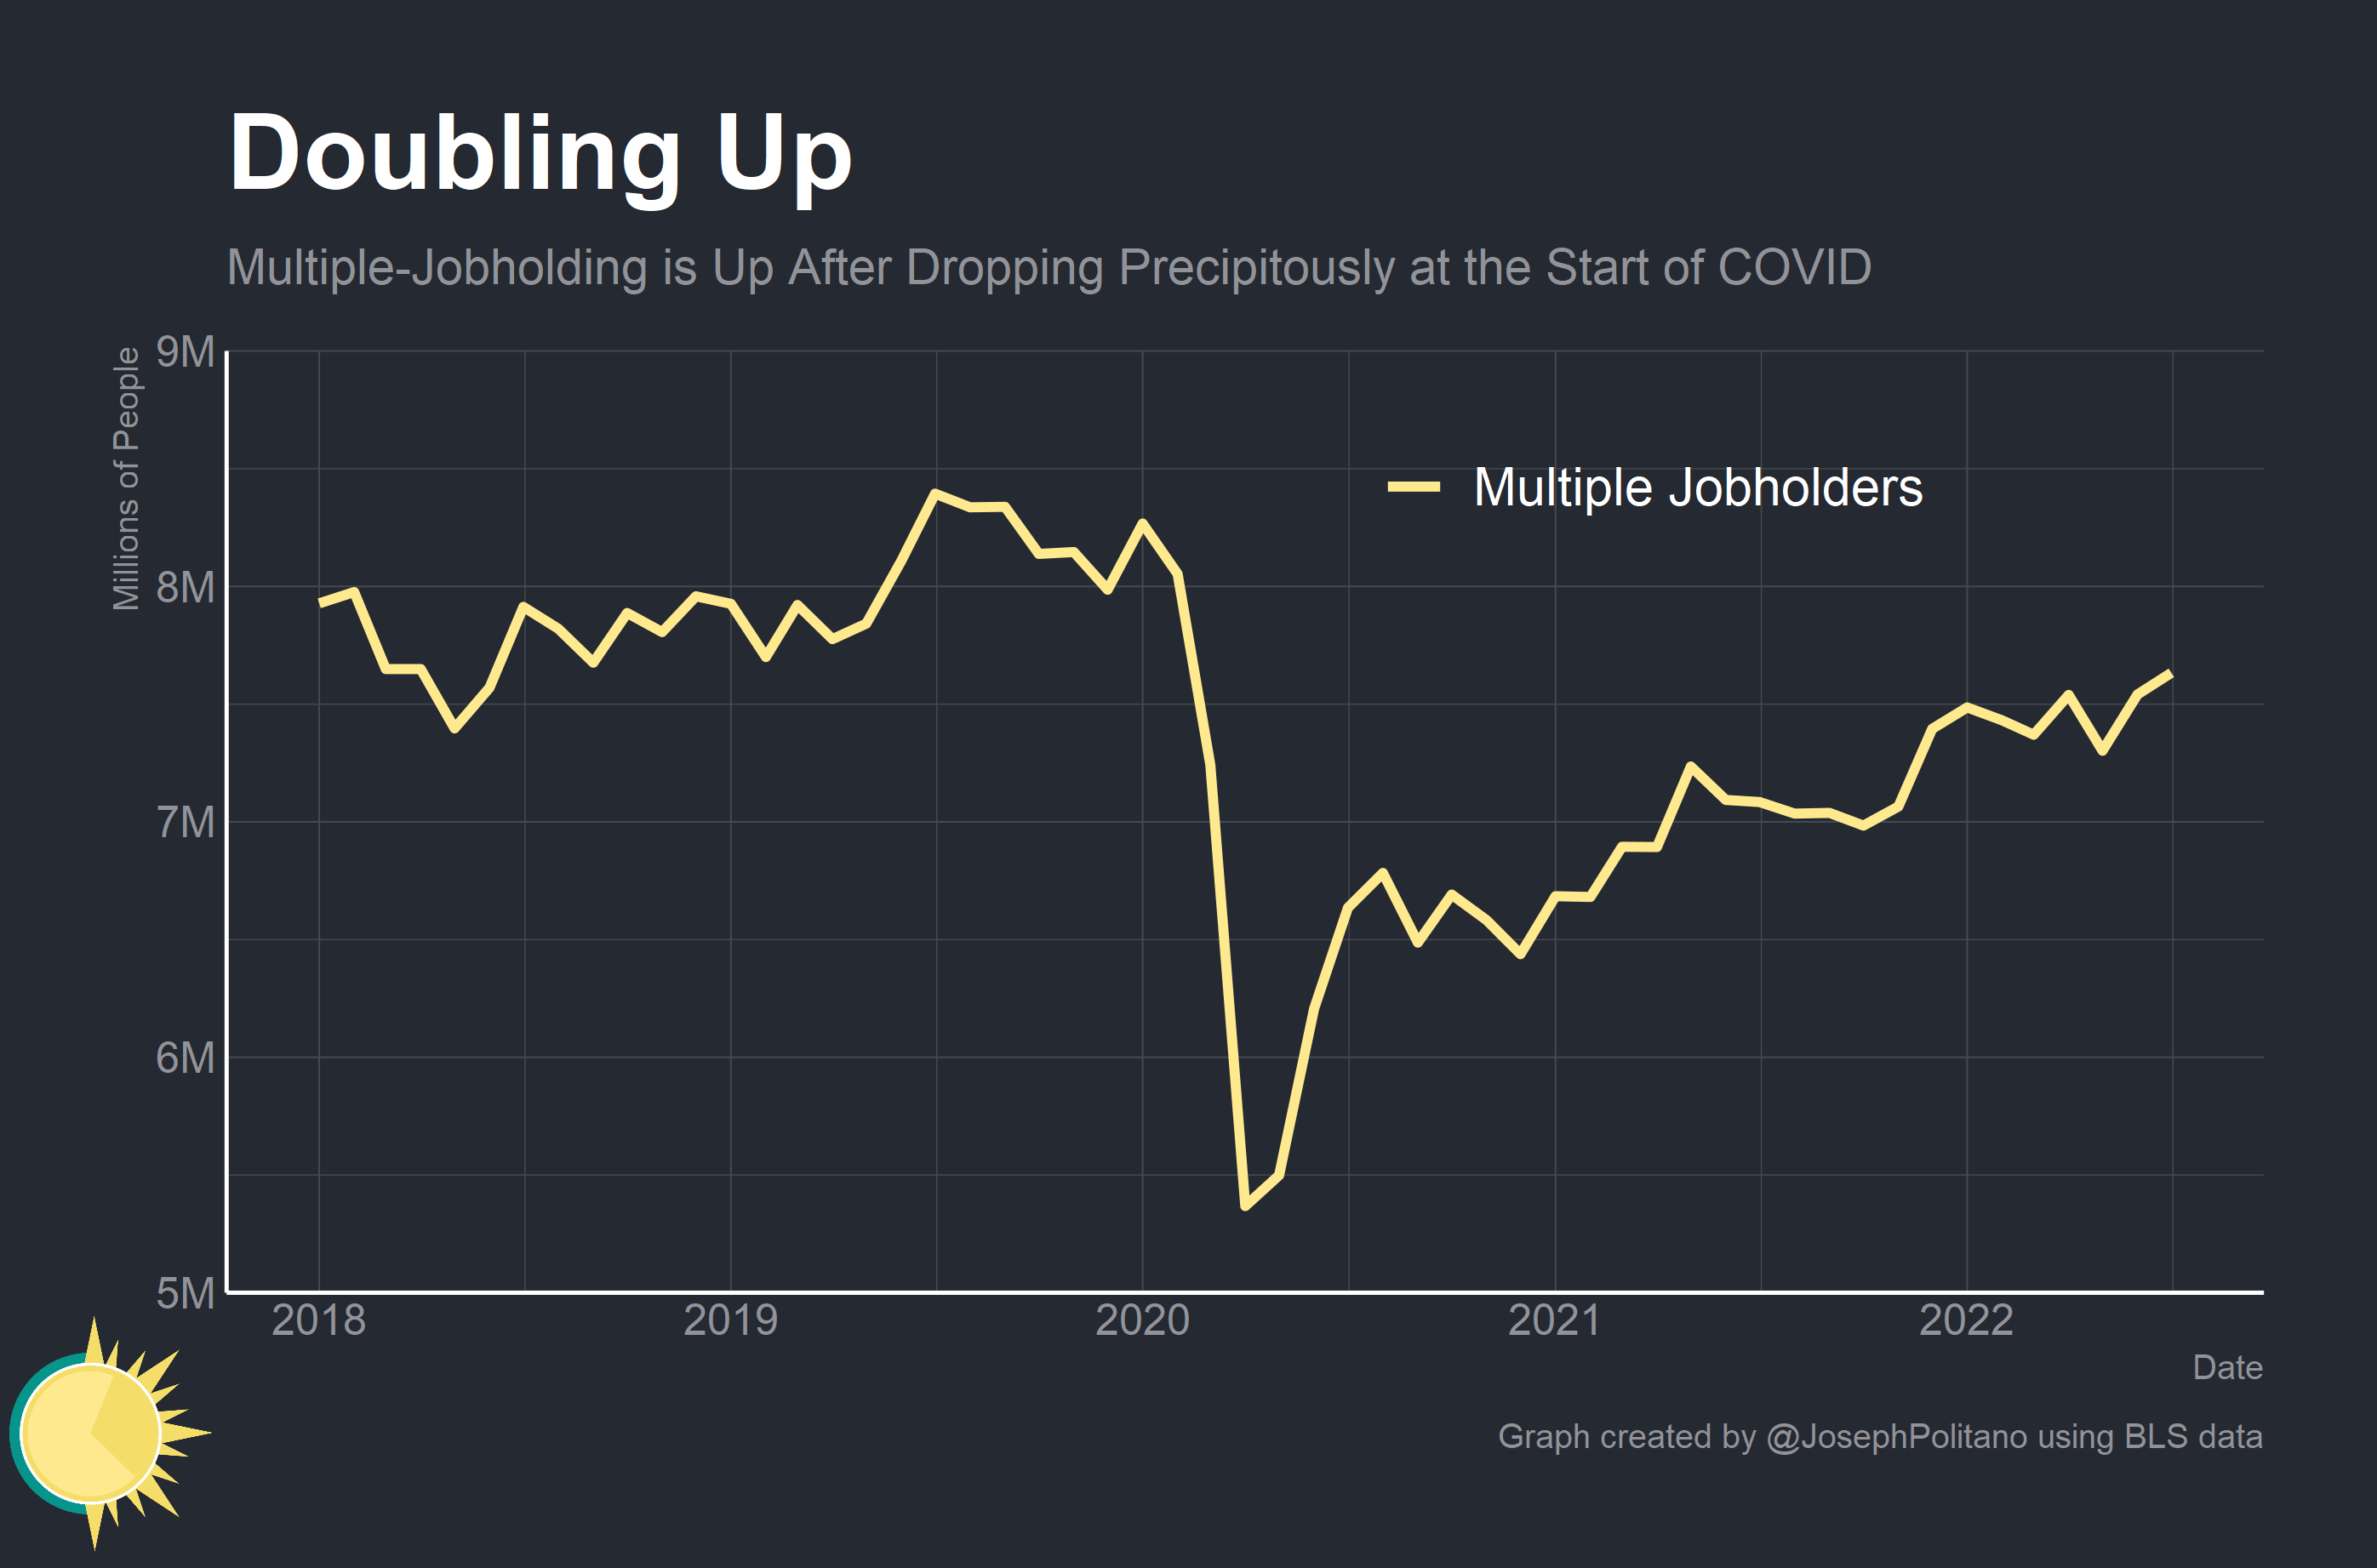 Doubling Up
Multiple-Jobholding is Up After Dropping Precipitously at the Start of COVID
Millions of People
9M
8M
7M
6M
5M
Multiple Jobholders
2018
2019
2020
2021
2022
Date
Graph created by @JosephPolitano using BLS data